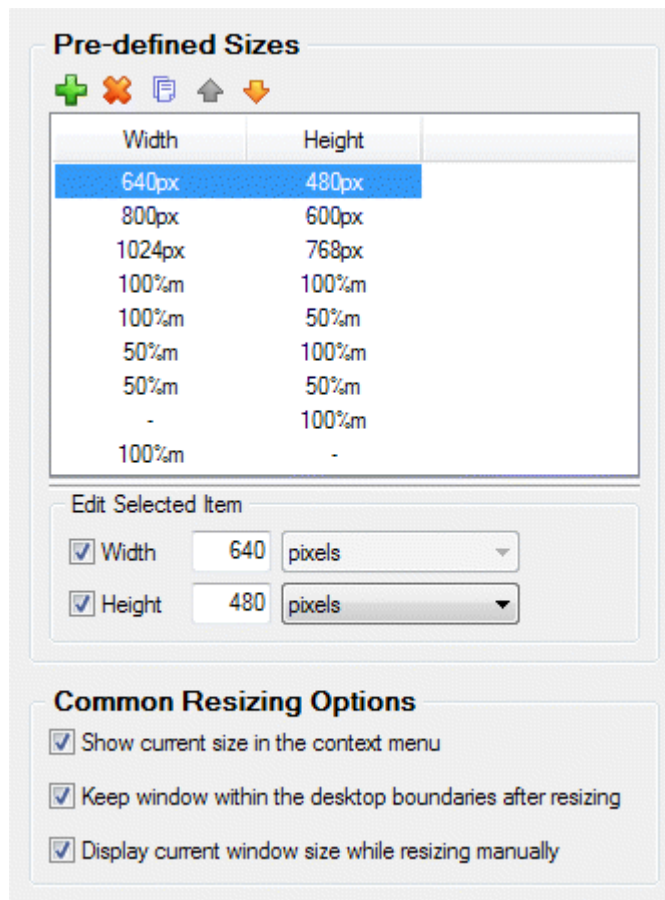 Pre-defined Sizes
Width Height
640px 480px
800px 600px
1024px 768px
100%m 100%m
100%m 50%m
50%m 100%m
50%m 50%m
- 100%m
100%m -
Edit Selected Item
Width 640 pixels
Height 480 pixels
Common Resizing Options
Show current size in the context menu
Keep window within the desktop boundaries after resizing
Display current window size while resizing manually